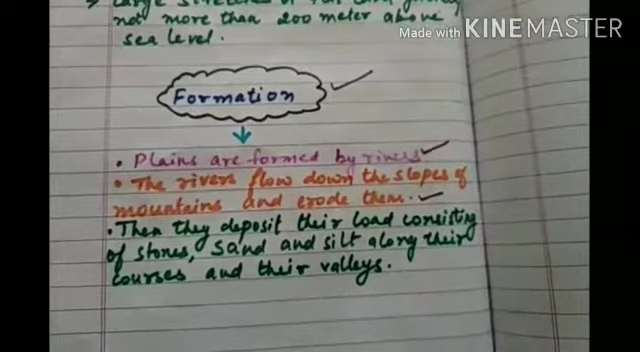 not more than 200 meter above
sea level.
Made with KINEMASTER
Formation
• Plains are formed by rivers
• The rivers flow down the slopes of
mountains and erode them.
• Then they deposit their load consisting
of stones, sand and silt along their
courses and their valleys.